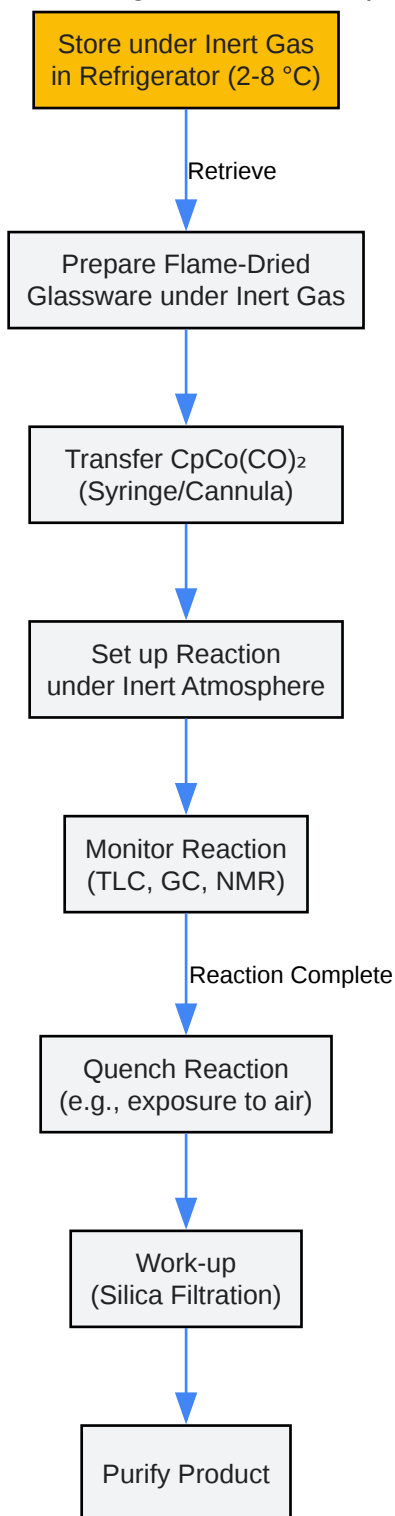 Store under Inert Gas
in Refrigerator (2-8 °C)
Retrieve
Prepare Flame-Dried
Glassware under Inert Gas
Transfer CpCo(CO)₂
(Syringe/Cannula)
Set up Reaction
under Inert Atmosphere
Monitor Reaction
(TLC, GC, NMR)
Reaction Complete
Quench Reaction
(e.g., exposure to air)
Work-up
(Silica Filtration)
Purify Product